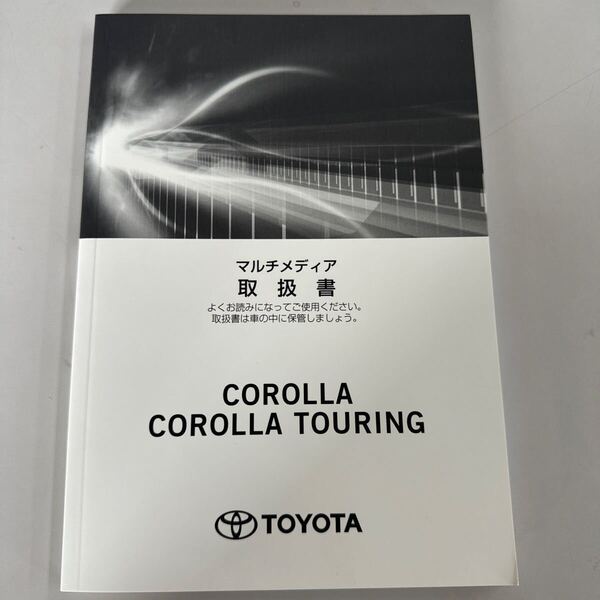 マルチメディア
取扱書
よくお読みになってご使用ください。
取扱書は車の中に保管しましょう。
COROLLA
COROLLA TOURING
TOYOTA